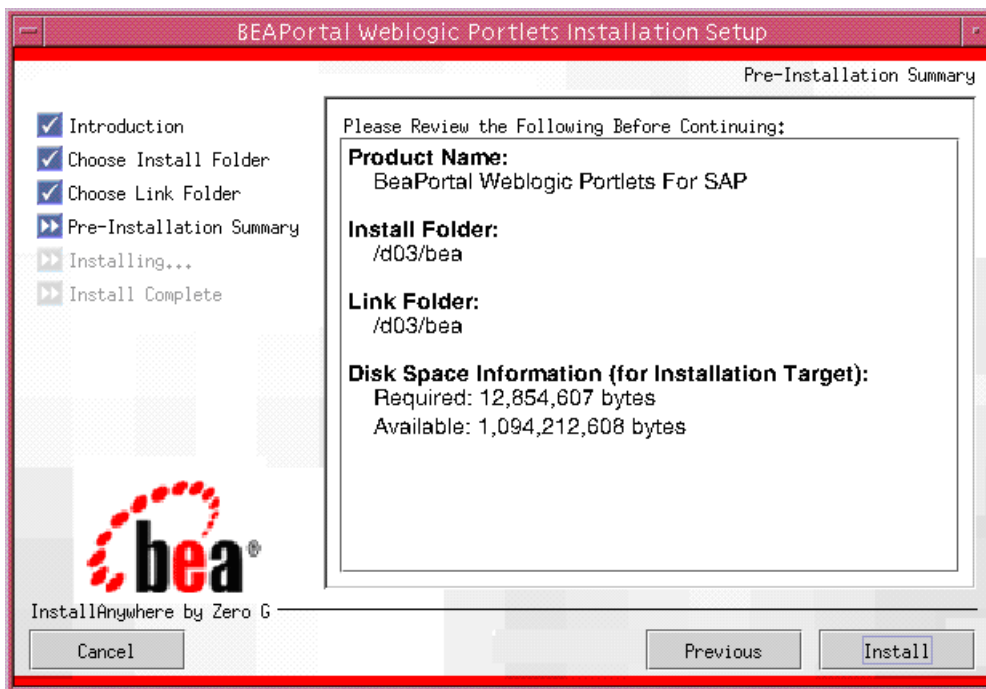 BEAPortal Weblogic Portlets Installation Setup
Pre-Installation Summary
Introduction
Choose Install Folder
Choose Link Folder
Pre-Installation Summary
Installing...
Install Complete
Please Review the Following Before Continuing:
Product Name:
BeaPortal Weblogic Portlets For SAP
Install Folder:
/d03/bea
Link Folder:
/d03/bea
Disk Space Information (for Installation Target):
Required: 12,854,607 bytes
Available: 1,094,212,608 bytes
bea®
InstallAnywhere by Zero G
Cancel
Previous
Install